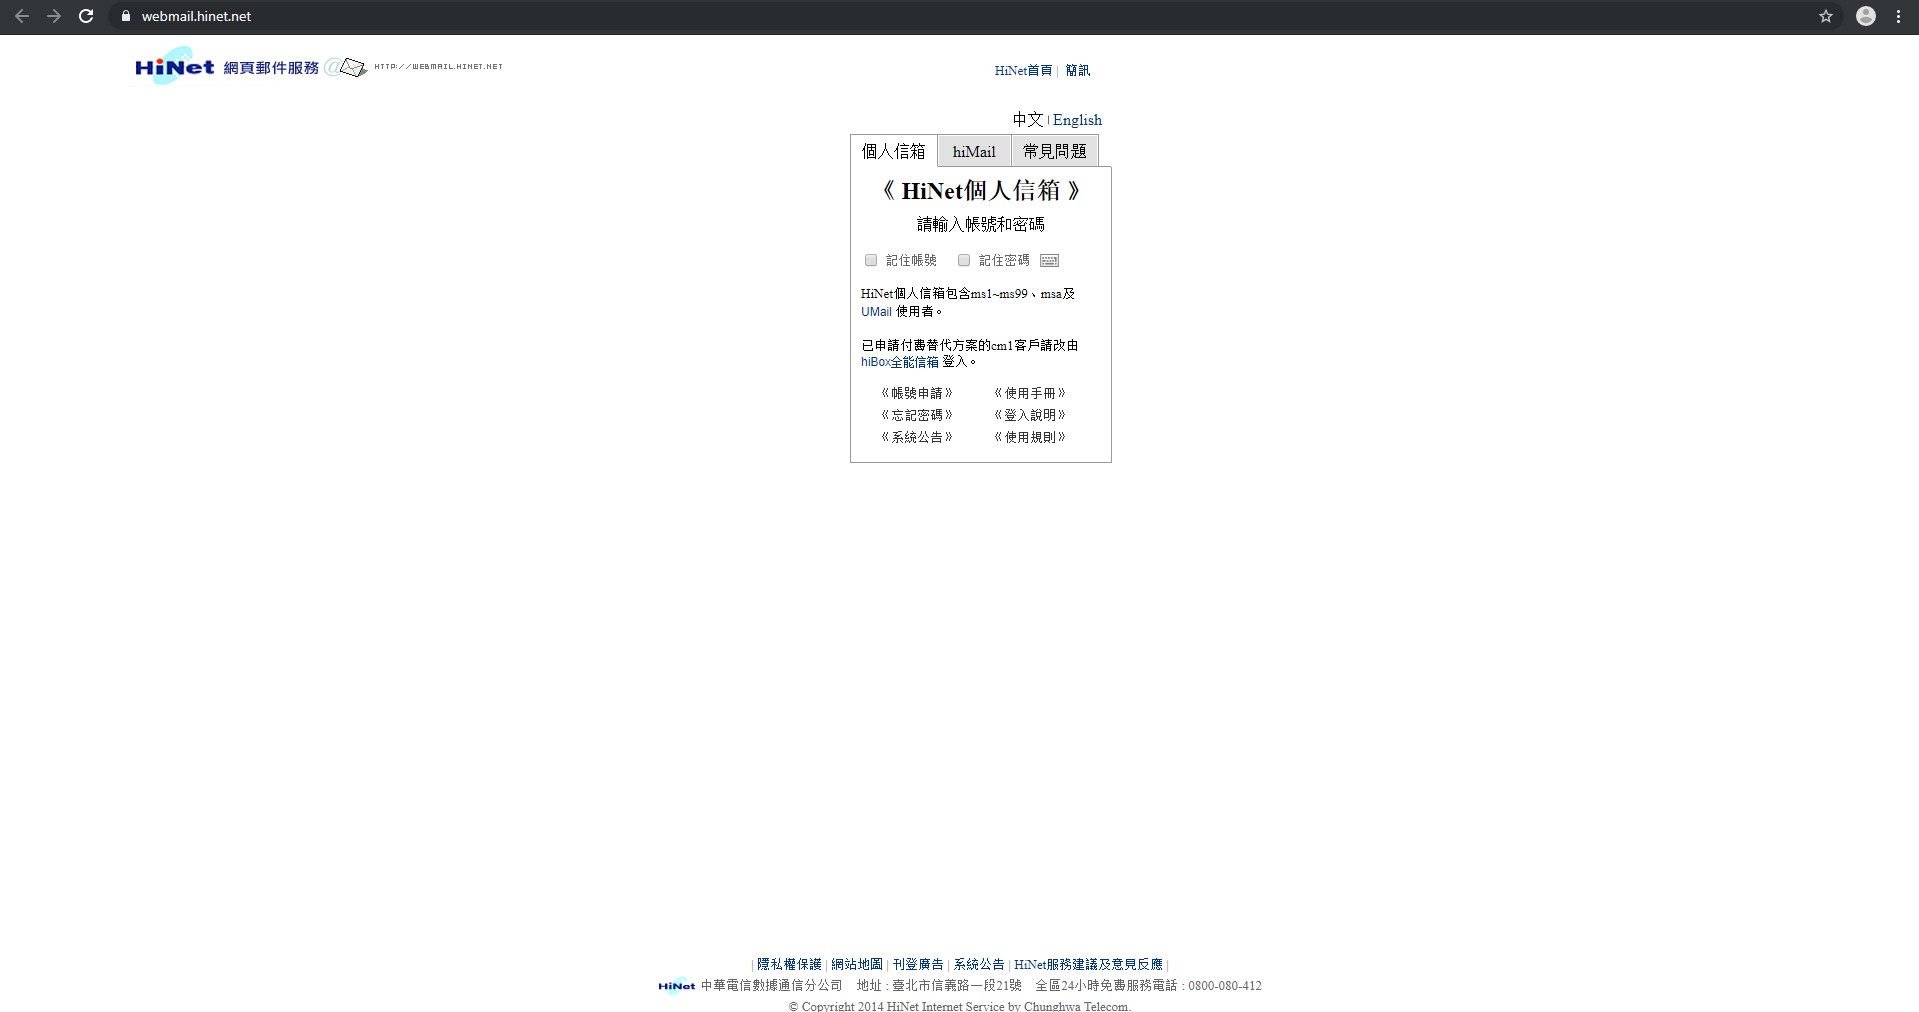 webmail.hinet.net
HiNet 網頁郵件服務 @ HTTP://WEBMAIL.HINET.NET
HiNet首頁 | 簡訊
中文 | English
個人信箱 hiMail 常見問題
《 HiNet個人信箱 》
請輸入帳號和密碼
記住帳號 記住密碼
HiNet個人信箱包含ms1~ms99、msa及
UMail 使用者。
已申請付費替代方案的cm1客戶請改由
hiBox全能信箱 登入。
《帳號申請》 《使用手冊》
《忘記密碼》 《登入說明》
《系統公告》 《使用規則》
| 隱私權保護 | 網站地圖 | 刊登廣告 | 系統公告 | HiNet服務建議及意見反應 |
HiNet 中華電信數據通信分公司 地址 : 臺北市信義路一段21號 全區24小時免費服務電話 : 0800-080-412
© Copyright 2014 HiNet Internet Service by Chunghwa Telecom.